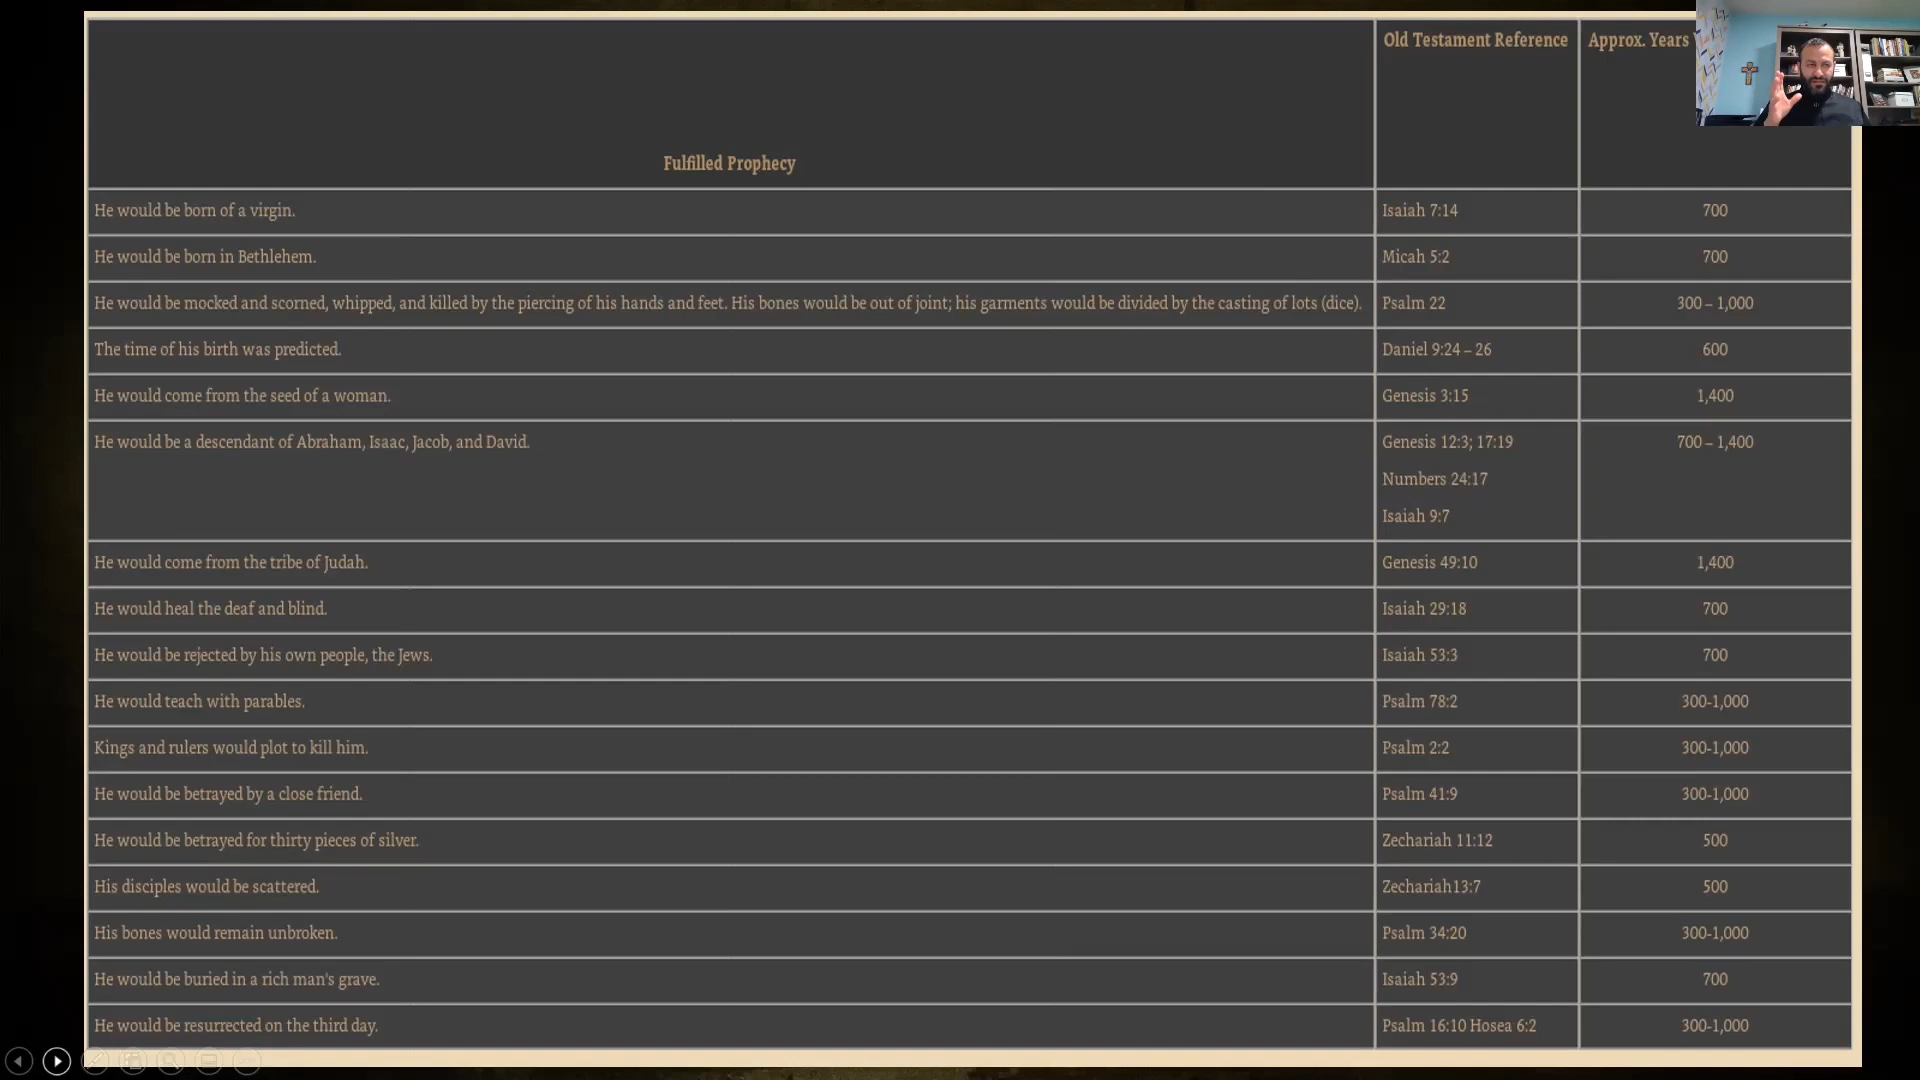 Fulfilled Prophecy Old Testament Reference Approx. Years
He would be born of a virgin. Isaiah 7:14 700
He would be born in Bethlehem. Micah 5:2 700
He would be mocked and scorned, whipped, and killed by the piercing of his hands and feet. His bones would be out of joint; his garments would be divided by the casting of lots (dice). Psalm 22 300 – 1,000
The time of his birth was predicted. Daniel 9:24 – 26 600
He would come from the seed of a woman. Genesis 3:15 1,400
He would be a descendant of Abraham, Isaac, Jacob, and David. Genesis 12:3; 17:19 700 – 1,400
Numbers 24:17
Isaiah 9:7
He would come from the tribe of Judah. Genesis 49:10 1,400
He would heal the deaf and blind. Isaiah 29:18 700
He would be rejected by his own people, the Jews. Isaiah 53:3 700
He would teach with parables. Psalm 78:2 300-1,000
Kings and rulers would plot to kill him. Psalm 2:2 300-1,000
He would be betrayed by a close friend. Psalm 41:9 300-1,000
He would be betrayed for thirty pieces of silver. Zechariah 11:12 500
His disciples would be scattered. Zechariah13:7 500
His bones would remain unbroken. Psalm 34:20 300-1,000
He would be buried in a rich man's grave. Isaiah 53:9 700
He would be resurrected on the third day. Psalm 16:10 Hosea 6:2 300-1,000